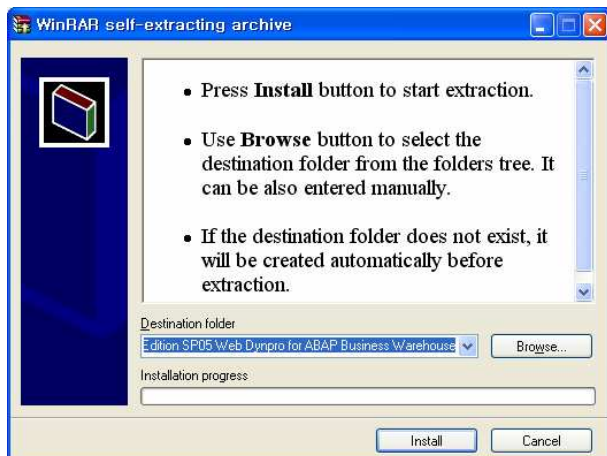 WinRAR self-extracting archive
• Press Install button to start extraction.
• Use Browse button to select the
destination folder from the folders tree. It
can be also entered manually.
• If the destination folder does not exist, it
will be created automatically before
extraction.
Destination folder
Edition SP05 Web Dynpro for ABAP Business Warehouse
Browse...
Installation progress
Install
Cancel